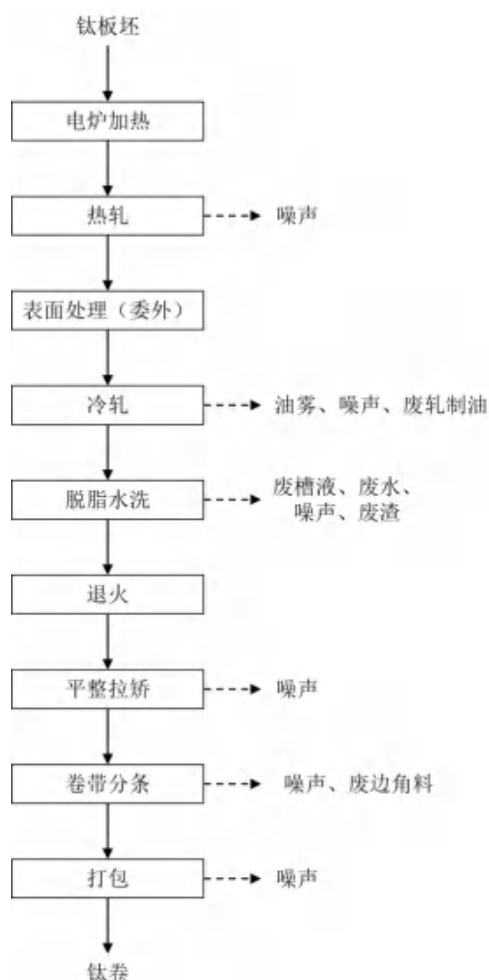 钛板坯
电炉加热
热轧
噪声
表面处理（委外）
冷轧
油雾、噪声、废轧制油
脱脂水洗
废槽液、废水、
噪声、废渣
退火
平整拉矫
噪声
卷带分条
噪声、废边角料
打包
噪声
钛卷